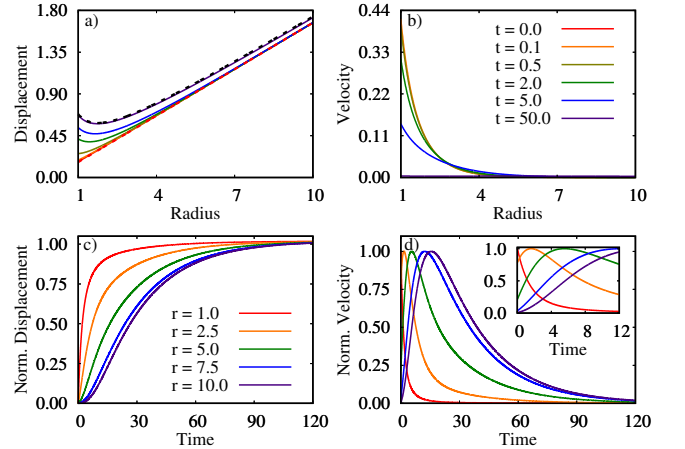 a)
Displacement
1.80
1.35
0.90
0.45
0.00
1 4 7 10
Radius
b)
Velocity
0.44
0.33
0.22
0.11
0.00
t = 0.0
t = 0.1
t = 0.5
t = 2.0
t = 5.0
t = 50.0
1 4 7 10
Radius
c)
Norm. Displacement
1.00
0.75
0.50
0.25
0.00
r = 1.0
r = 2.5
r = 5.0
r = 7.5
r = 10.0
0 30 60 90 120
Time
d)
Norm. Velocity
1.00
0.75
0.50
0.25
0.00
1.0
0.5
0.0
0 4 8 12
Time
0 30 60 90 120
Time